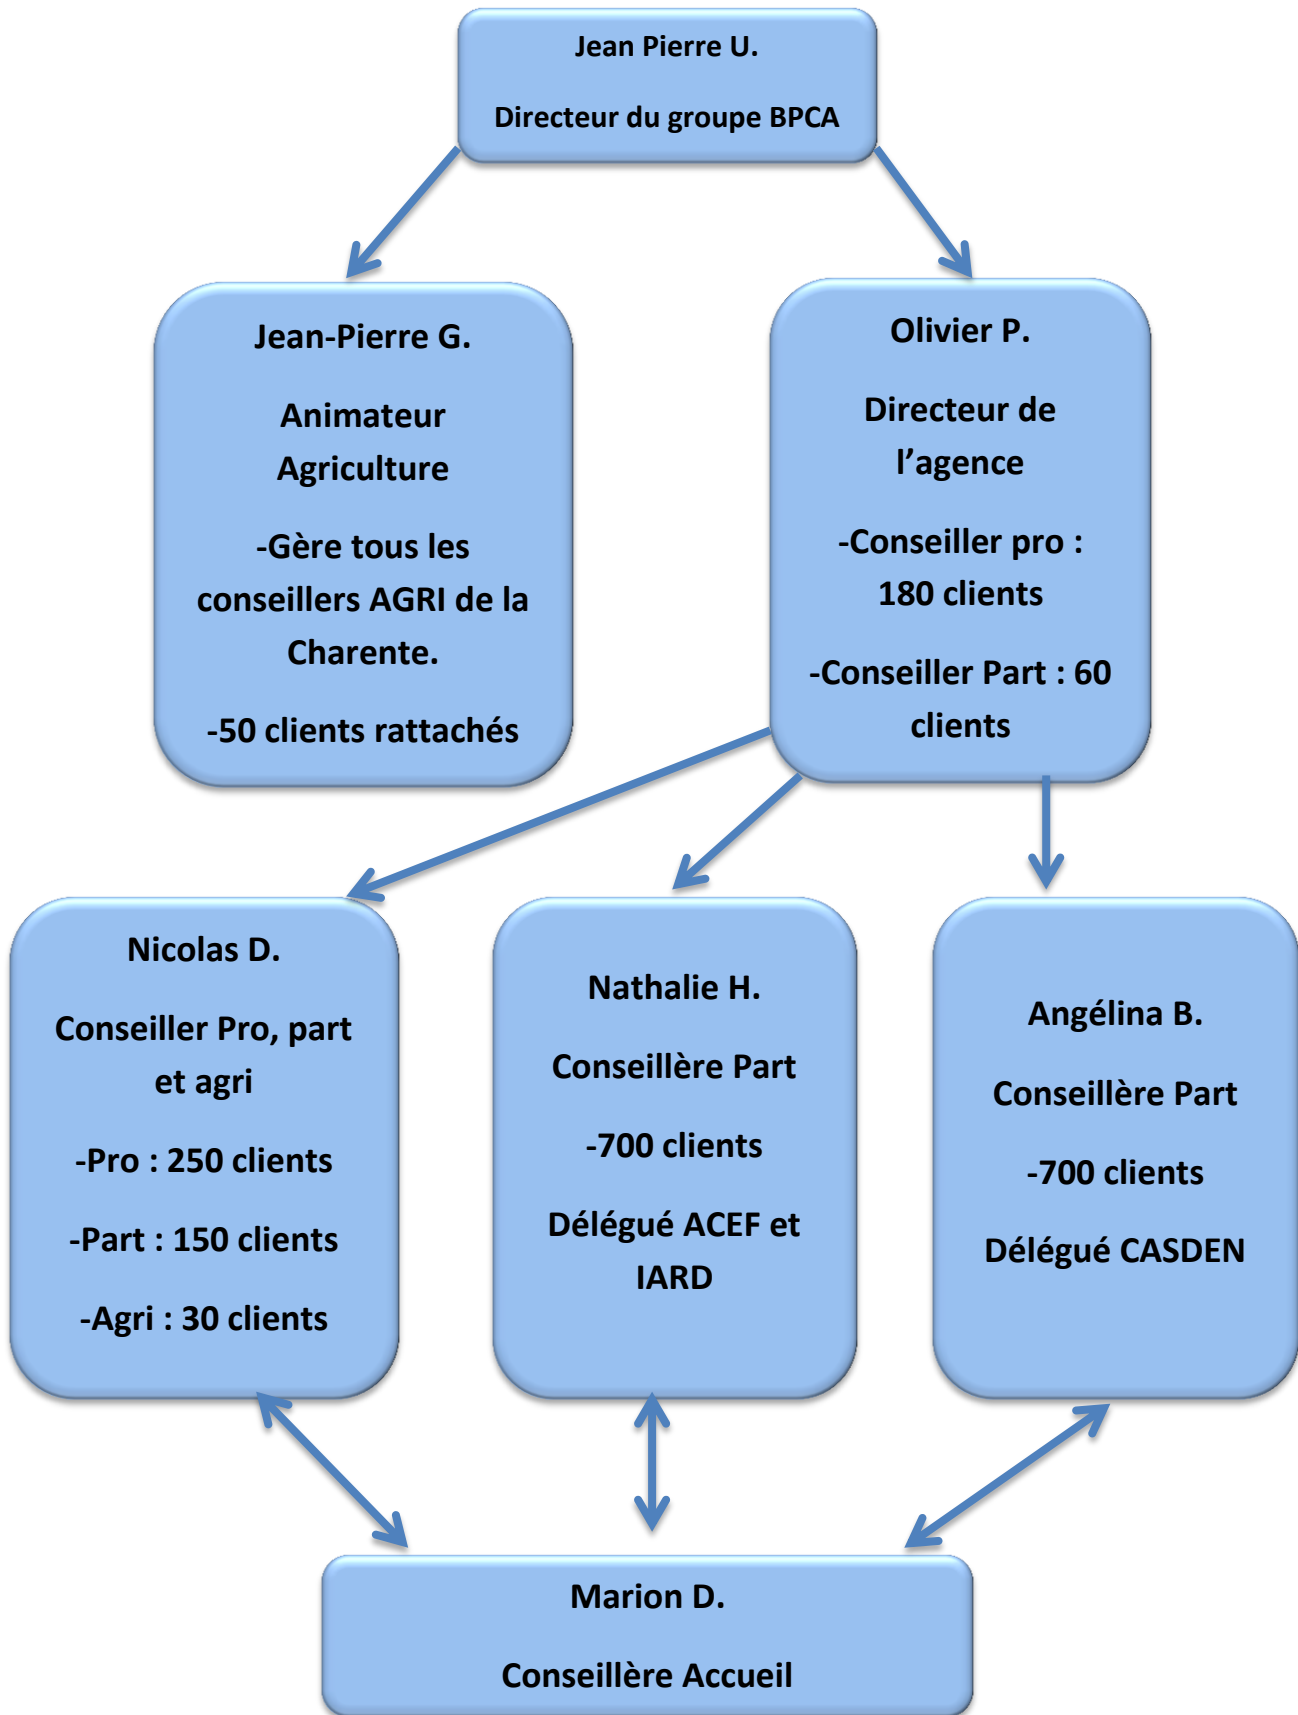 Jean Pierre U.
Directeur du groupe BPCA
Jean-Pierre G.
Animateur
Agriculture
-Gère tous les
conseillers AGRI de la
Charente.
-50 clients rattachés
Olivier P.
Directeur de
l’agence
-Conseiller pro :
180 clients
-Conseiller Part : 60
clients
Nicolas D.
Conseiller Pro, part
et agri
-Pro : 250 clients
-Part : 150 clients
-Agri : 30 clients
Nathalie H.
Conseillère Part
-700 clients
Délégué ACEF et
IARD
Angélina B.
Conseillère Part
-700 clients
Délégué CASDEN
Marion D.
Conseillère Accueil